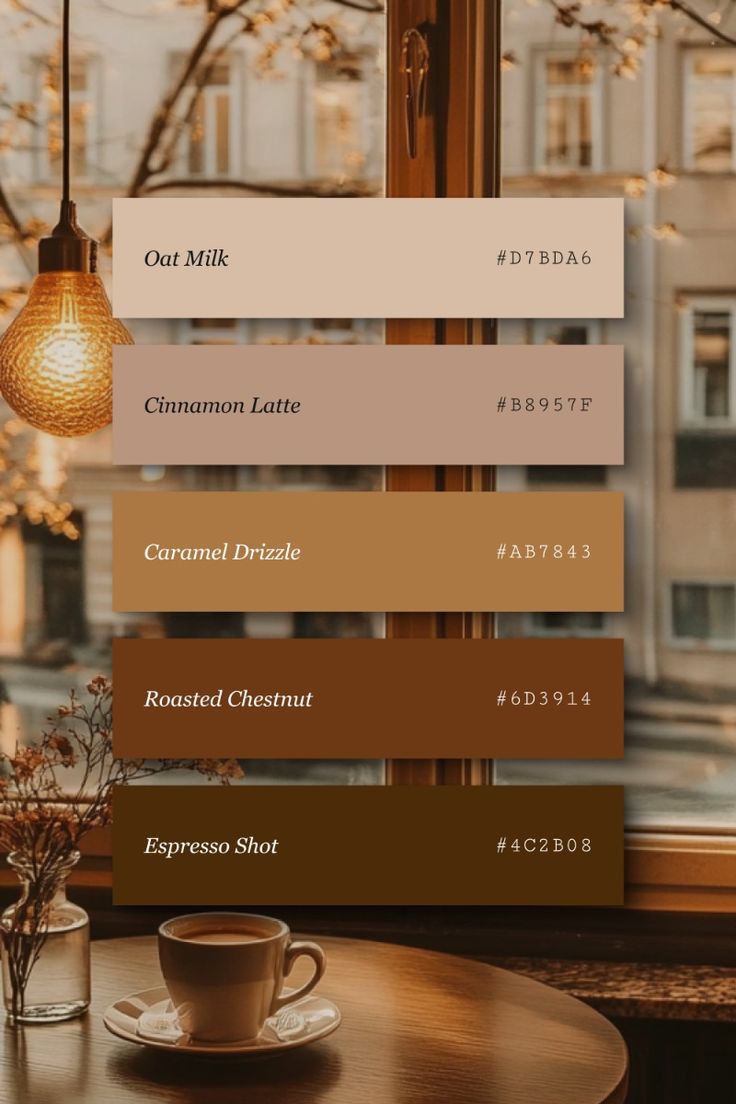 Oat Milk #D7BDA6
Cinnamon Latte #B8957F
Caramel Drizzle #AB7843
Roasted Chestnut #6D3914
Espresso Shot #4C2B08